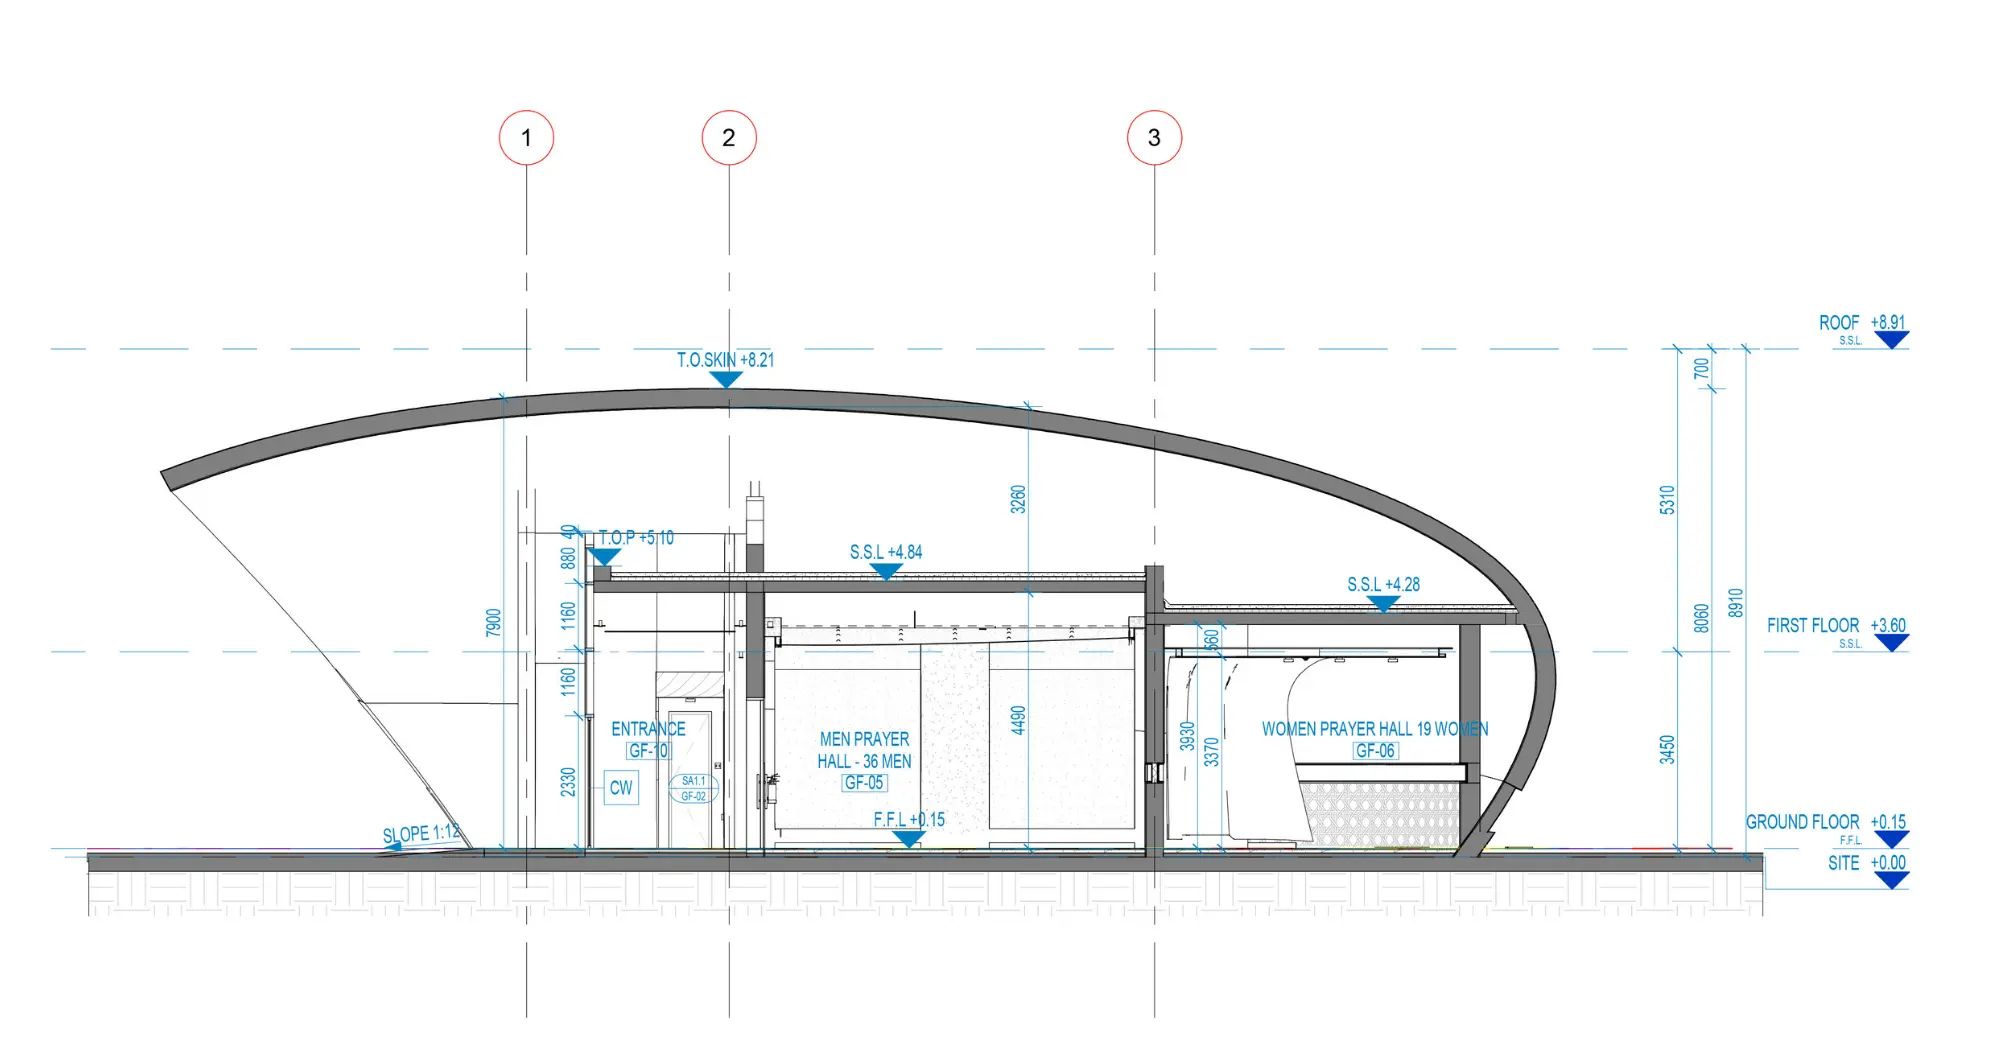 1
2
3
ROOF +8.91
S.S.L.
T.O.SKIN +8.21
700
5310
3260
40
T.O.P +5.10
880
S.S.L +4.84
S.S.L +4.28
7900
1160
560
8060
8910
FIRST FLOOR +3.60
S.S.L.
1160
ENTRANCE
GF-10
MEN PRAYER
HALL - 36 MEN
GF-05
4490
3930
3370
WOMEN PRAYER HALL 19 WOMEN
GF-06
3450
2330
CW
SA1.1
GF-02
SLOPE 1:12
F.F.L +0.15
GROUND FLOOR +0.15
F.F.L.
SITE +0.00